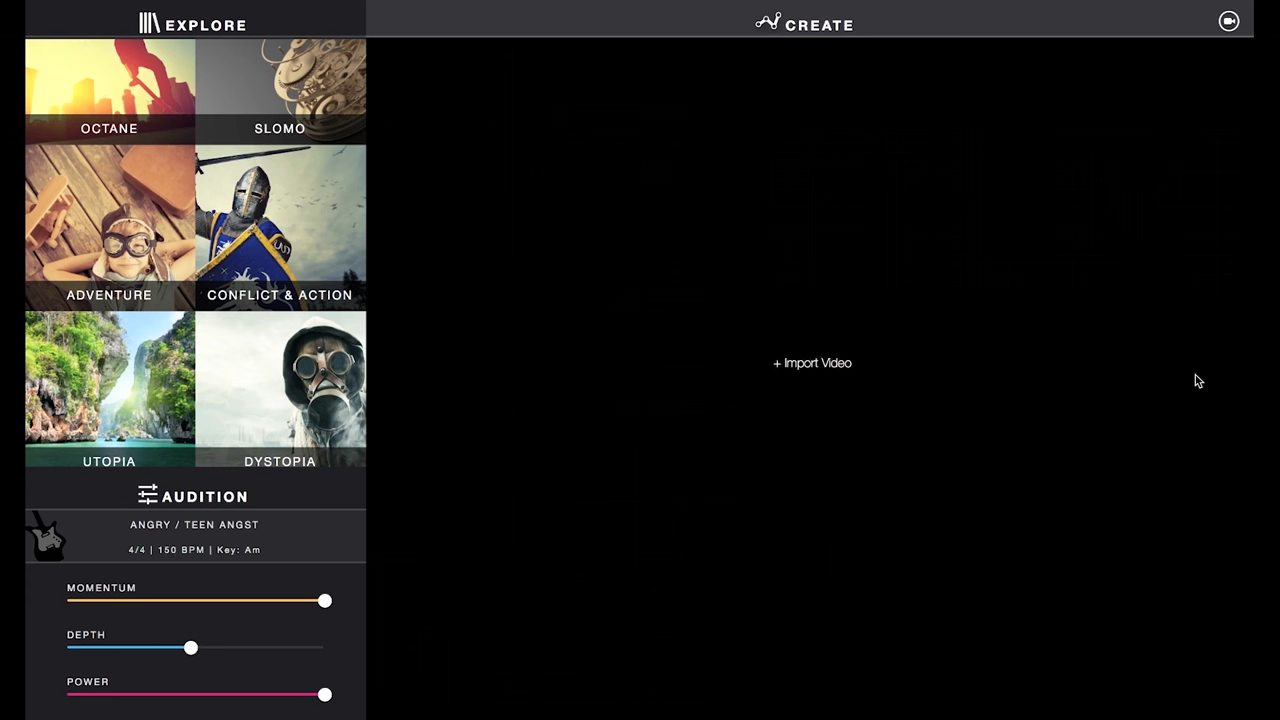 EXPLORE
CREATE
OCTANE
SLOMO
ADVENTURE
CONFLICT & ACTION
UTOPIA
DYSTOPIA
AUDITION
ANGRY / TEEN ANGST
4/4 | 150 BPM | Key: Am
MOMENTUM
DEPTH
POWER
+ Import Video